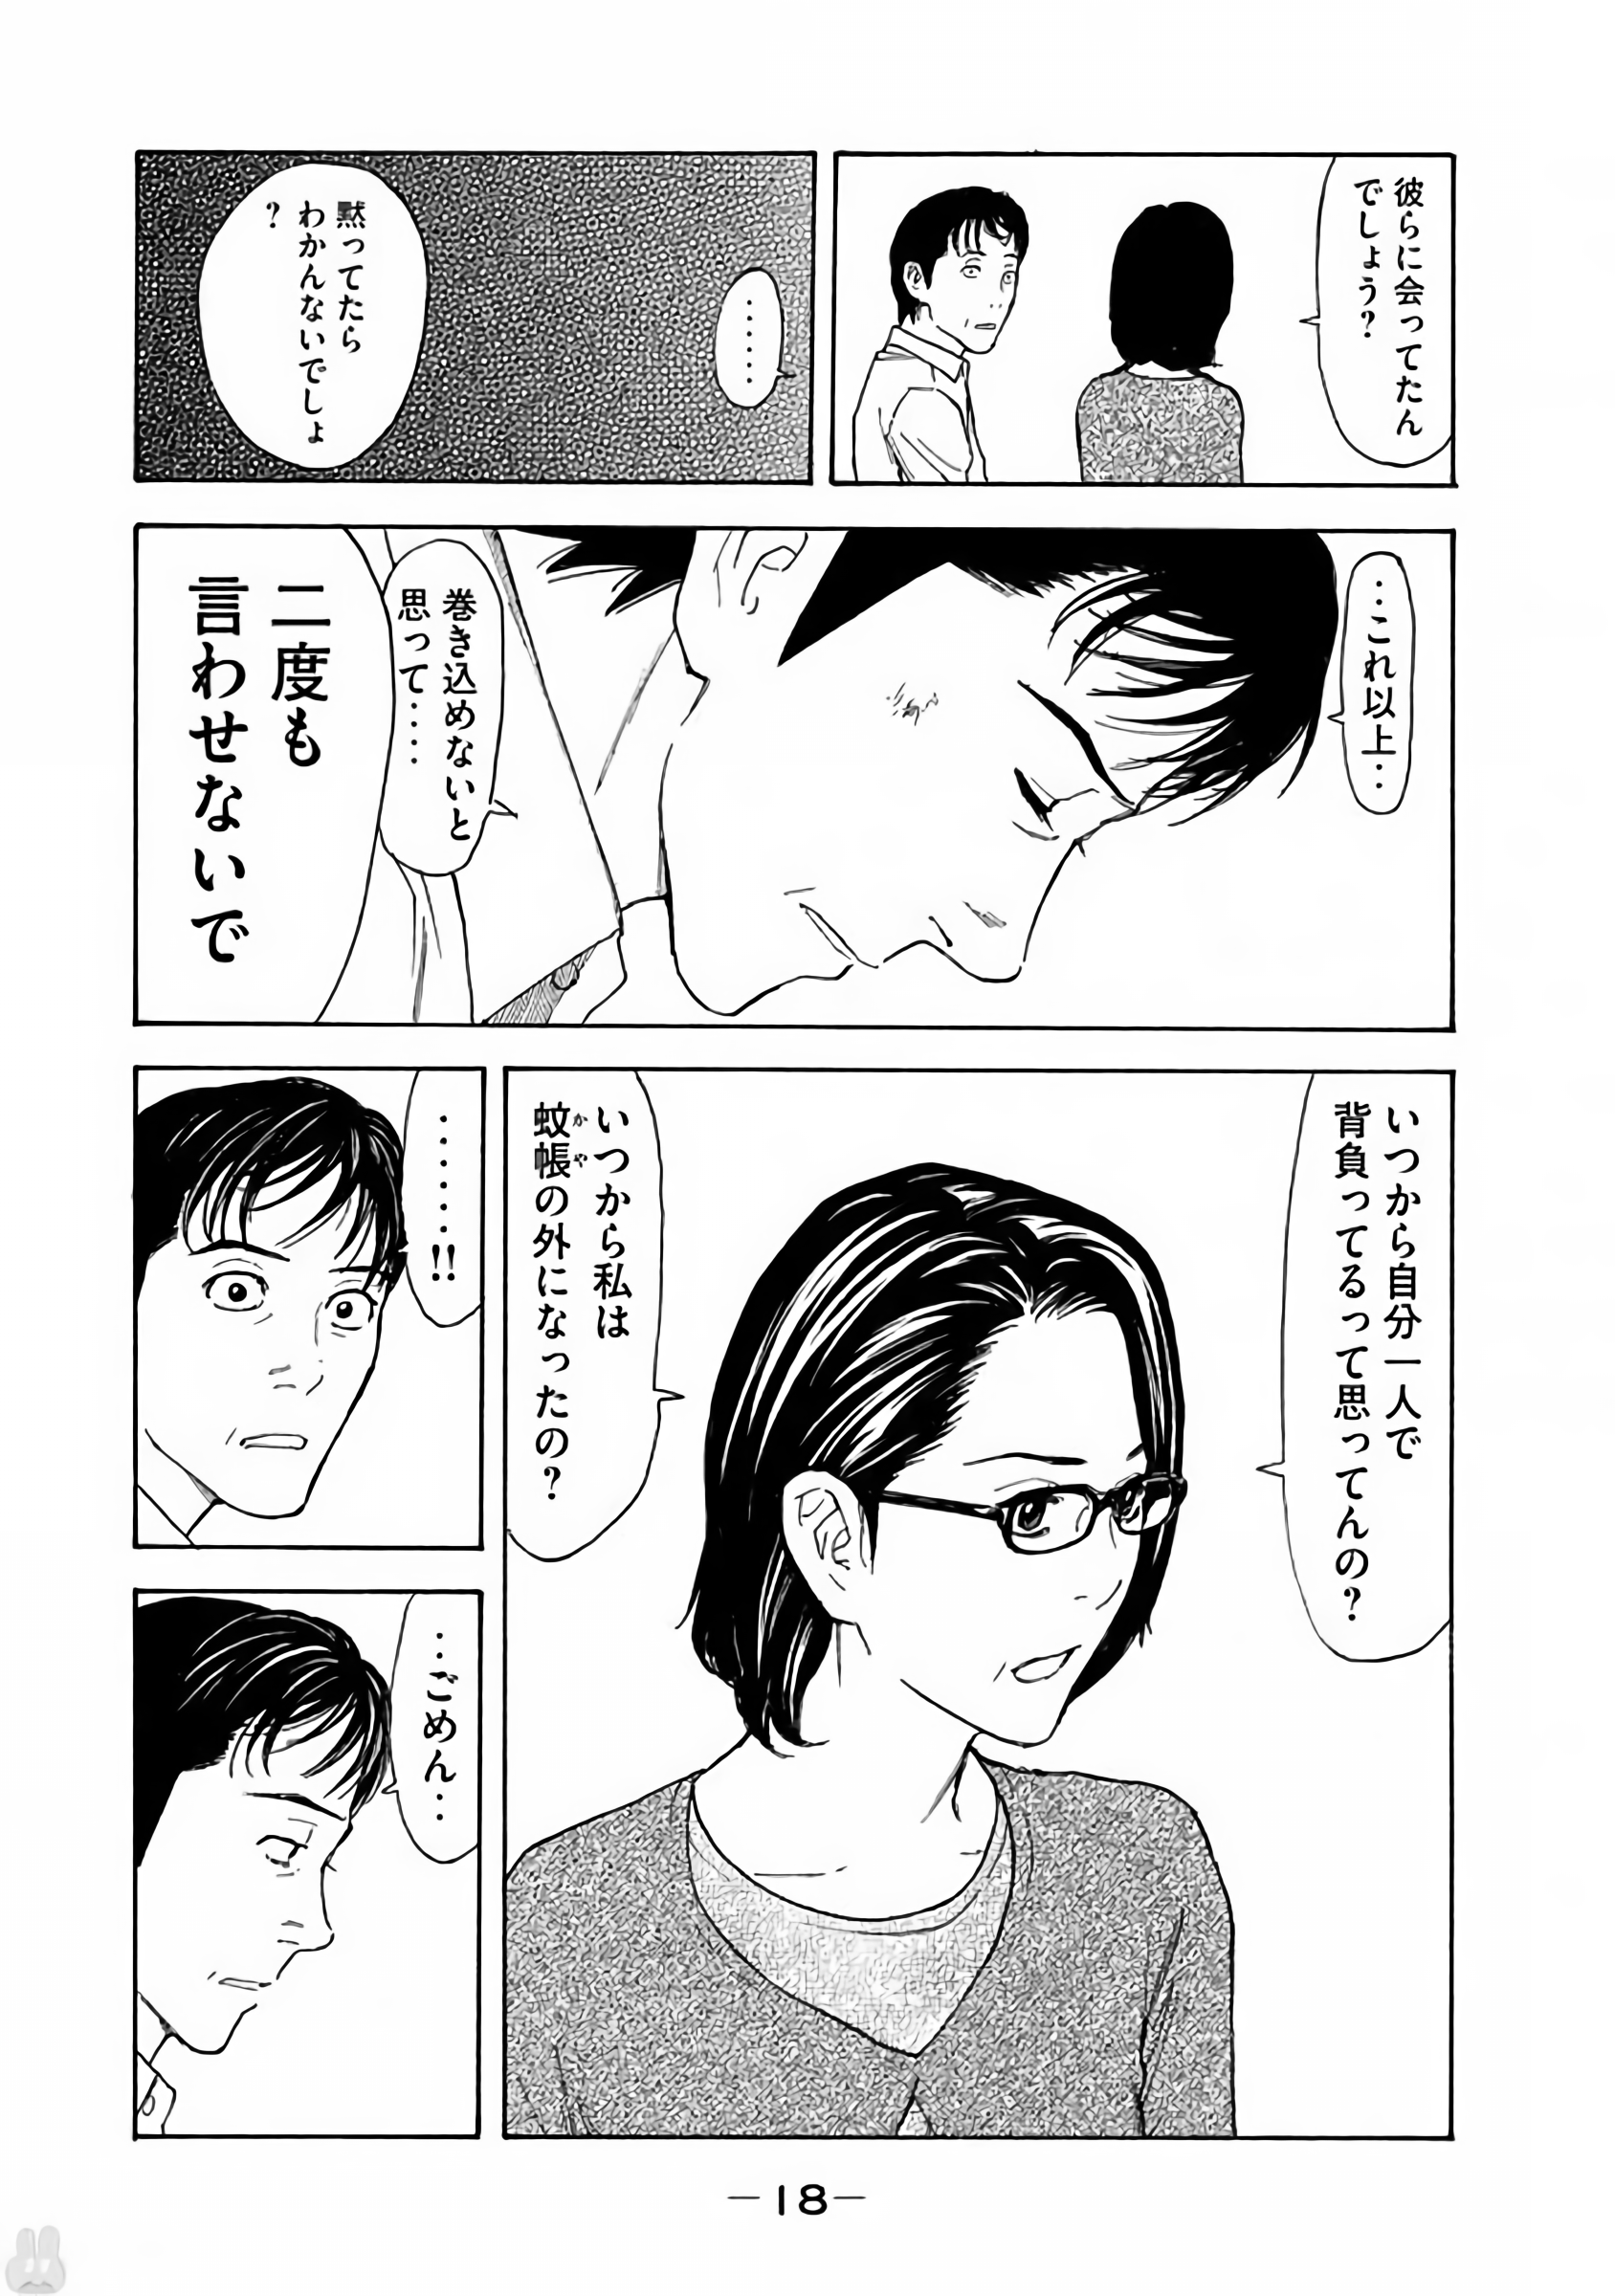 彼らに会ってたん
でしょう？
……
黙ってたら
わかんないでしょ
？
‥これ以上‥
巻き込めないと
思って‥‥
二度も
言わせないで
いつから自分一人で
背負ってるって思ってんの？
いつから私は
蚊帳の外になったの？
かや
……!!
‥ごめん‥
—18—